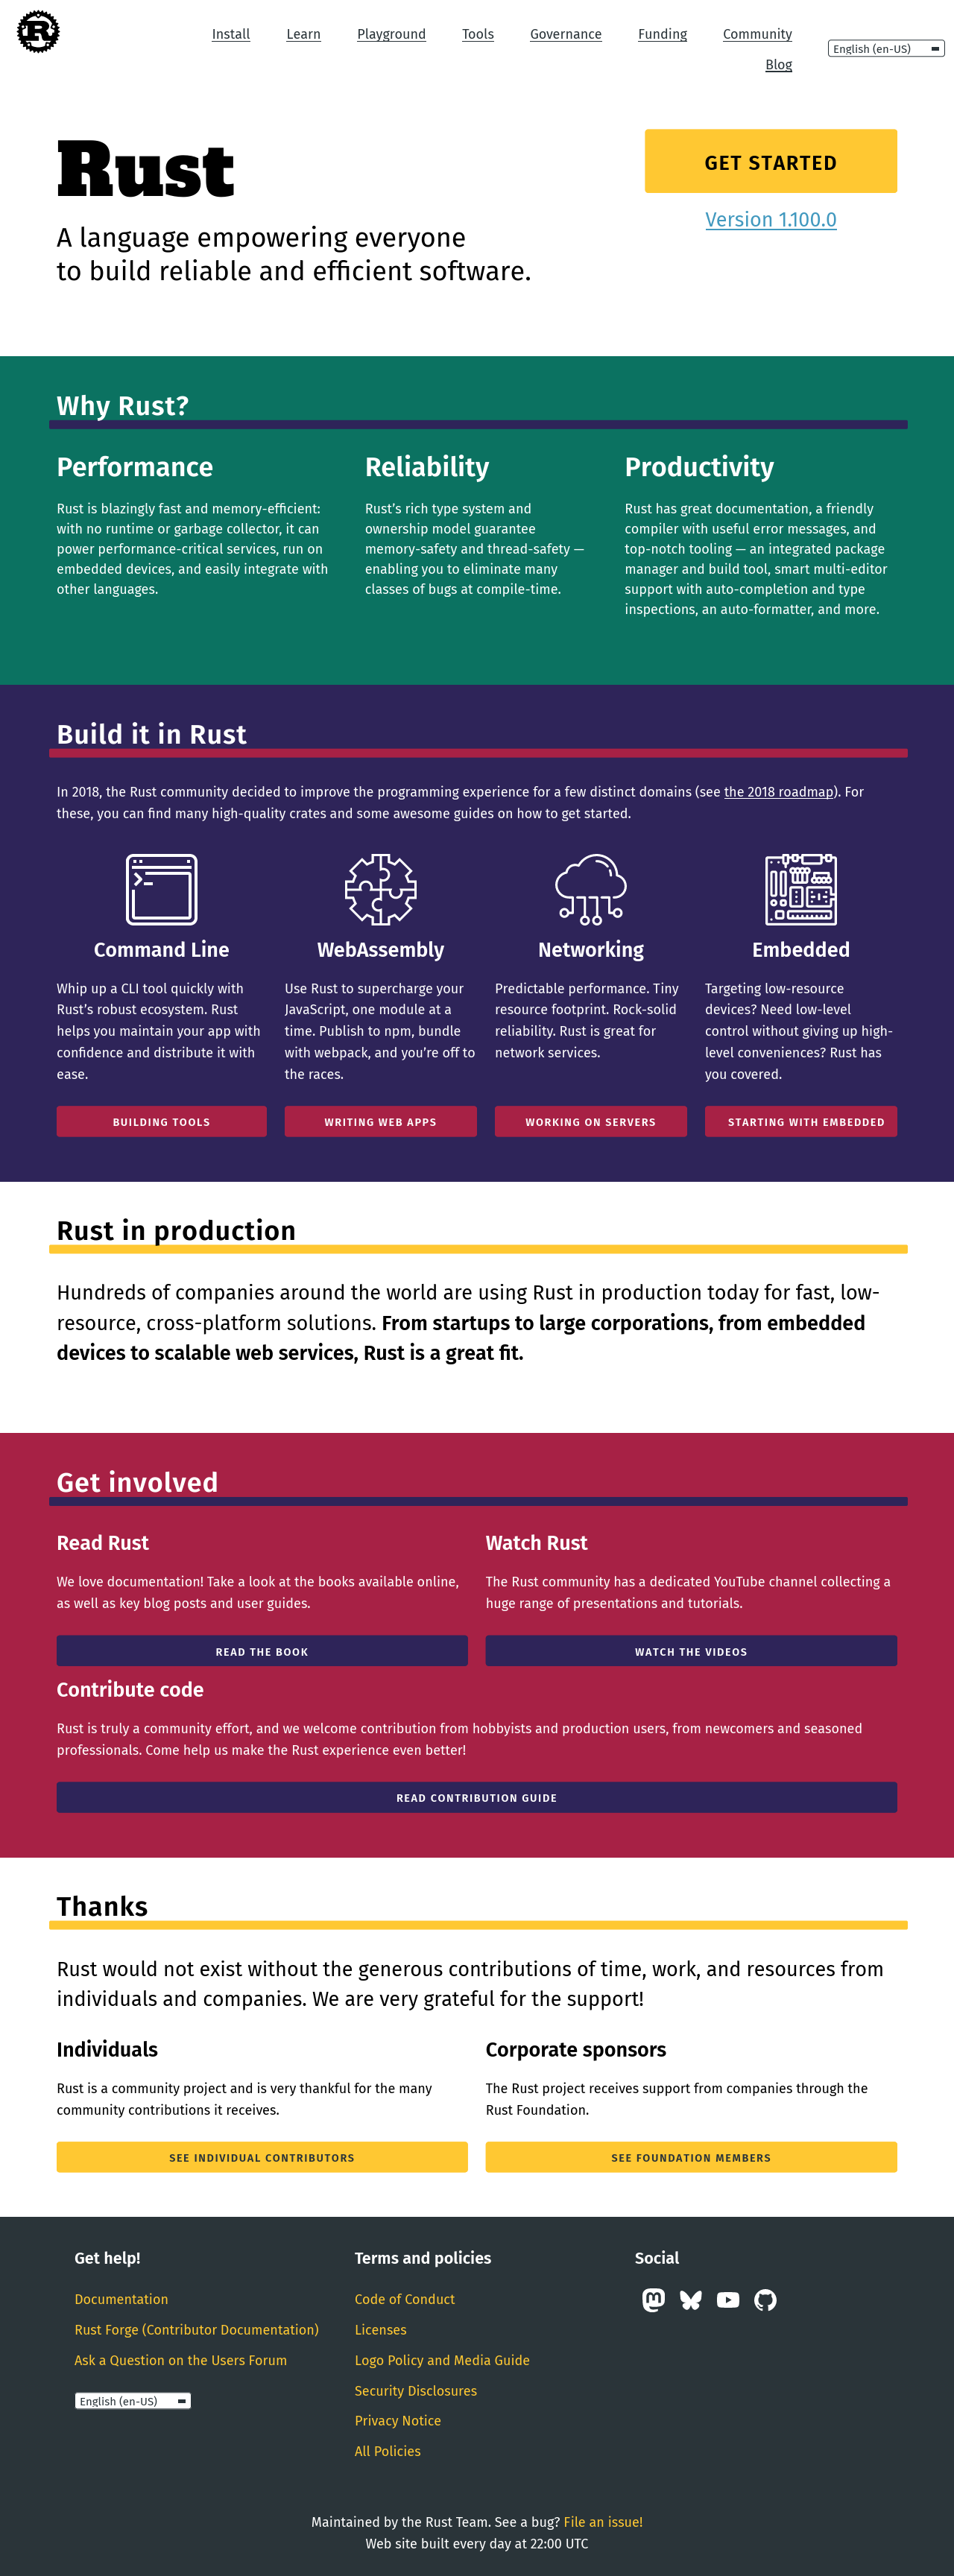 Install
Learn
Playground
Tools
Governance
Funding
Community
Blog
English (en-US)
R
Rust
A language empowering everyone
to build reliable and efficient software.
GET STARTED
Version 1.100.0
Why Rust?
Performance
Rust is blazingly fast and memory-efficient:
with no runtime or garbage collector, it can
power performance-critical services, run on
embedded devices, and easily integrate with
other languages.
Reliability
Rust’s rich type system and
ownership model guarantee
memory-safety and thread-safety —
enabling you to eliminate many
classes of bugs at compile-time.
Productivity
Rust has great documentation, a friendly
compiler with useful error messages, and
top-notch tooling — an integrated package
manager and build tool, smart multi-editor
support with auto-completion and type
inspections, an auto-formatter, and more.
Build it in Rust
In 2018, the Rust community decided to improve the programming experience for a few distinct domains (see the 2018 roadmap). For
these, you can find many high-quality crates and some awesome guides on how to get started.
Command Line
Whip up a CLI tool quickly with
Rust’s robust ecosystem. Rust
helps you maintain your app with
confidence and distribute it with
ease.
BUILDING TOOLS
WebAssembly
Use Rust to supercharge your
JavaScript, one module at a
time. Publish to npm, bundle
with webpack, and you’re off to
the races.
WRITING WEB APPS
Networking
Predictable performance. Tiny
resource footprint. Rock-solid
reliability. Rust is great for
network services.
WORKING ON SERVERS
Embedded
Targeting low-resource
devices? Need low-level
control without giving up high-
level conveniences? Rust has
you covered.
STARTING WITH EMBEDDED
Rust in production
Hundreds of companies around the world are using Rust in production today for fast, low-
resource, cross-platform solutions. From startups to large corporations, from embedded
devices to scalable web services, Rust is a great fit.
Get involved
Read Rust
We love documentation! Take a look at the books available online,
as well as key blog posts and user guides.
READ THE BOOK
Watch Rust
The Rust community has a dedicated YouTube channel collecting a
huge range of presentations and tutorials.
WATCH THE VIDEOS
Contribute code
Rust is truly a community effort, and we welcome contribution from hobbyists and production users, from newcomers and seasoned
professionals. Come help us make the Rust experience even better!
READ CONTRIBUTION GUIDE
Thanks
Rust would not exist without the generous contributions of time, work, and resources from
individuals and companies. We are very grateful for the support!
Individuals
Rust is a community project and is very thankful for the many
community contributions it receives.
SEE INDIVIDUAL CONTRIBUTORS
Corporate sponsors
The Rust project receives support from companies through the
Rust Foundation.
SEE FOUNDATION MEMBERS
Get help!
Documentation
Rust Forge (Contributor Documentation)
Ask a Question on the Users Forum
English (en-US)
Terms and policies
Code of Conduct
Licenses
Logo Policy and Media Guide
Security Disclosures
Privacy Notice
All Policies
Social
Maintained by the Rust Team. See a bug? File an issue!
Web site built every day at 22:00 UTC